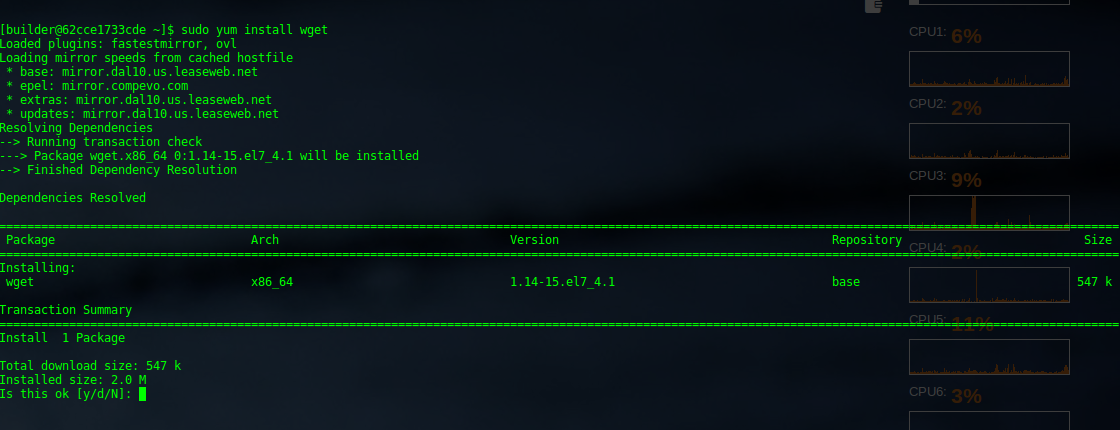 [builder@62cce1733cde ~]$ sudo yum install wget
Loaded plugins: fastestmirror, ovl
Loading mirror speeds from cached hostfile
 * base: mirror.dal10.us.leaseweb.net
 * epel: mirror.compevo.com
 * extras: mirror.dal10.us.leaseweb.net
 * updates: mirror.dal10.us.leaseweb.net
Resolving Dependencies
--> Running transaction check
---> Package wget.x86_64 0:1.14-15.el7_4.1 will be installed
--> Finished Dependency Resolution
Dependencies Resolved
Package Arch Version Repository Size
Installing:
 wget x86_64 1.14-15.el7_4.1 base 547 k
Transaction Summary
Install  1 Package
Total download size: 547 k
Installed size: 2.0 M
Is this ok [y/d/N]:
CPU1: 6%
CPU2: 2%
CPU3: 9%
CPU4: 2%
CPU5: 11%
CPU6: 3%